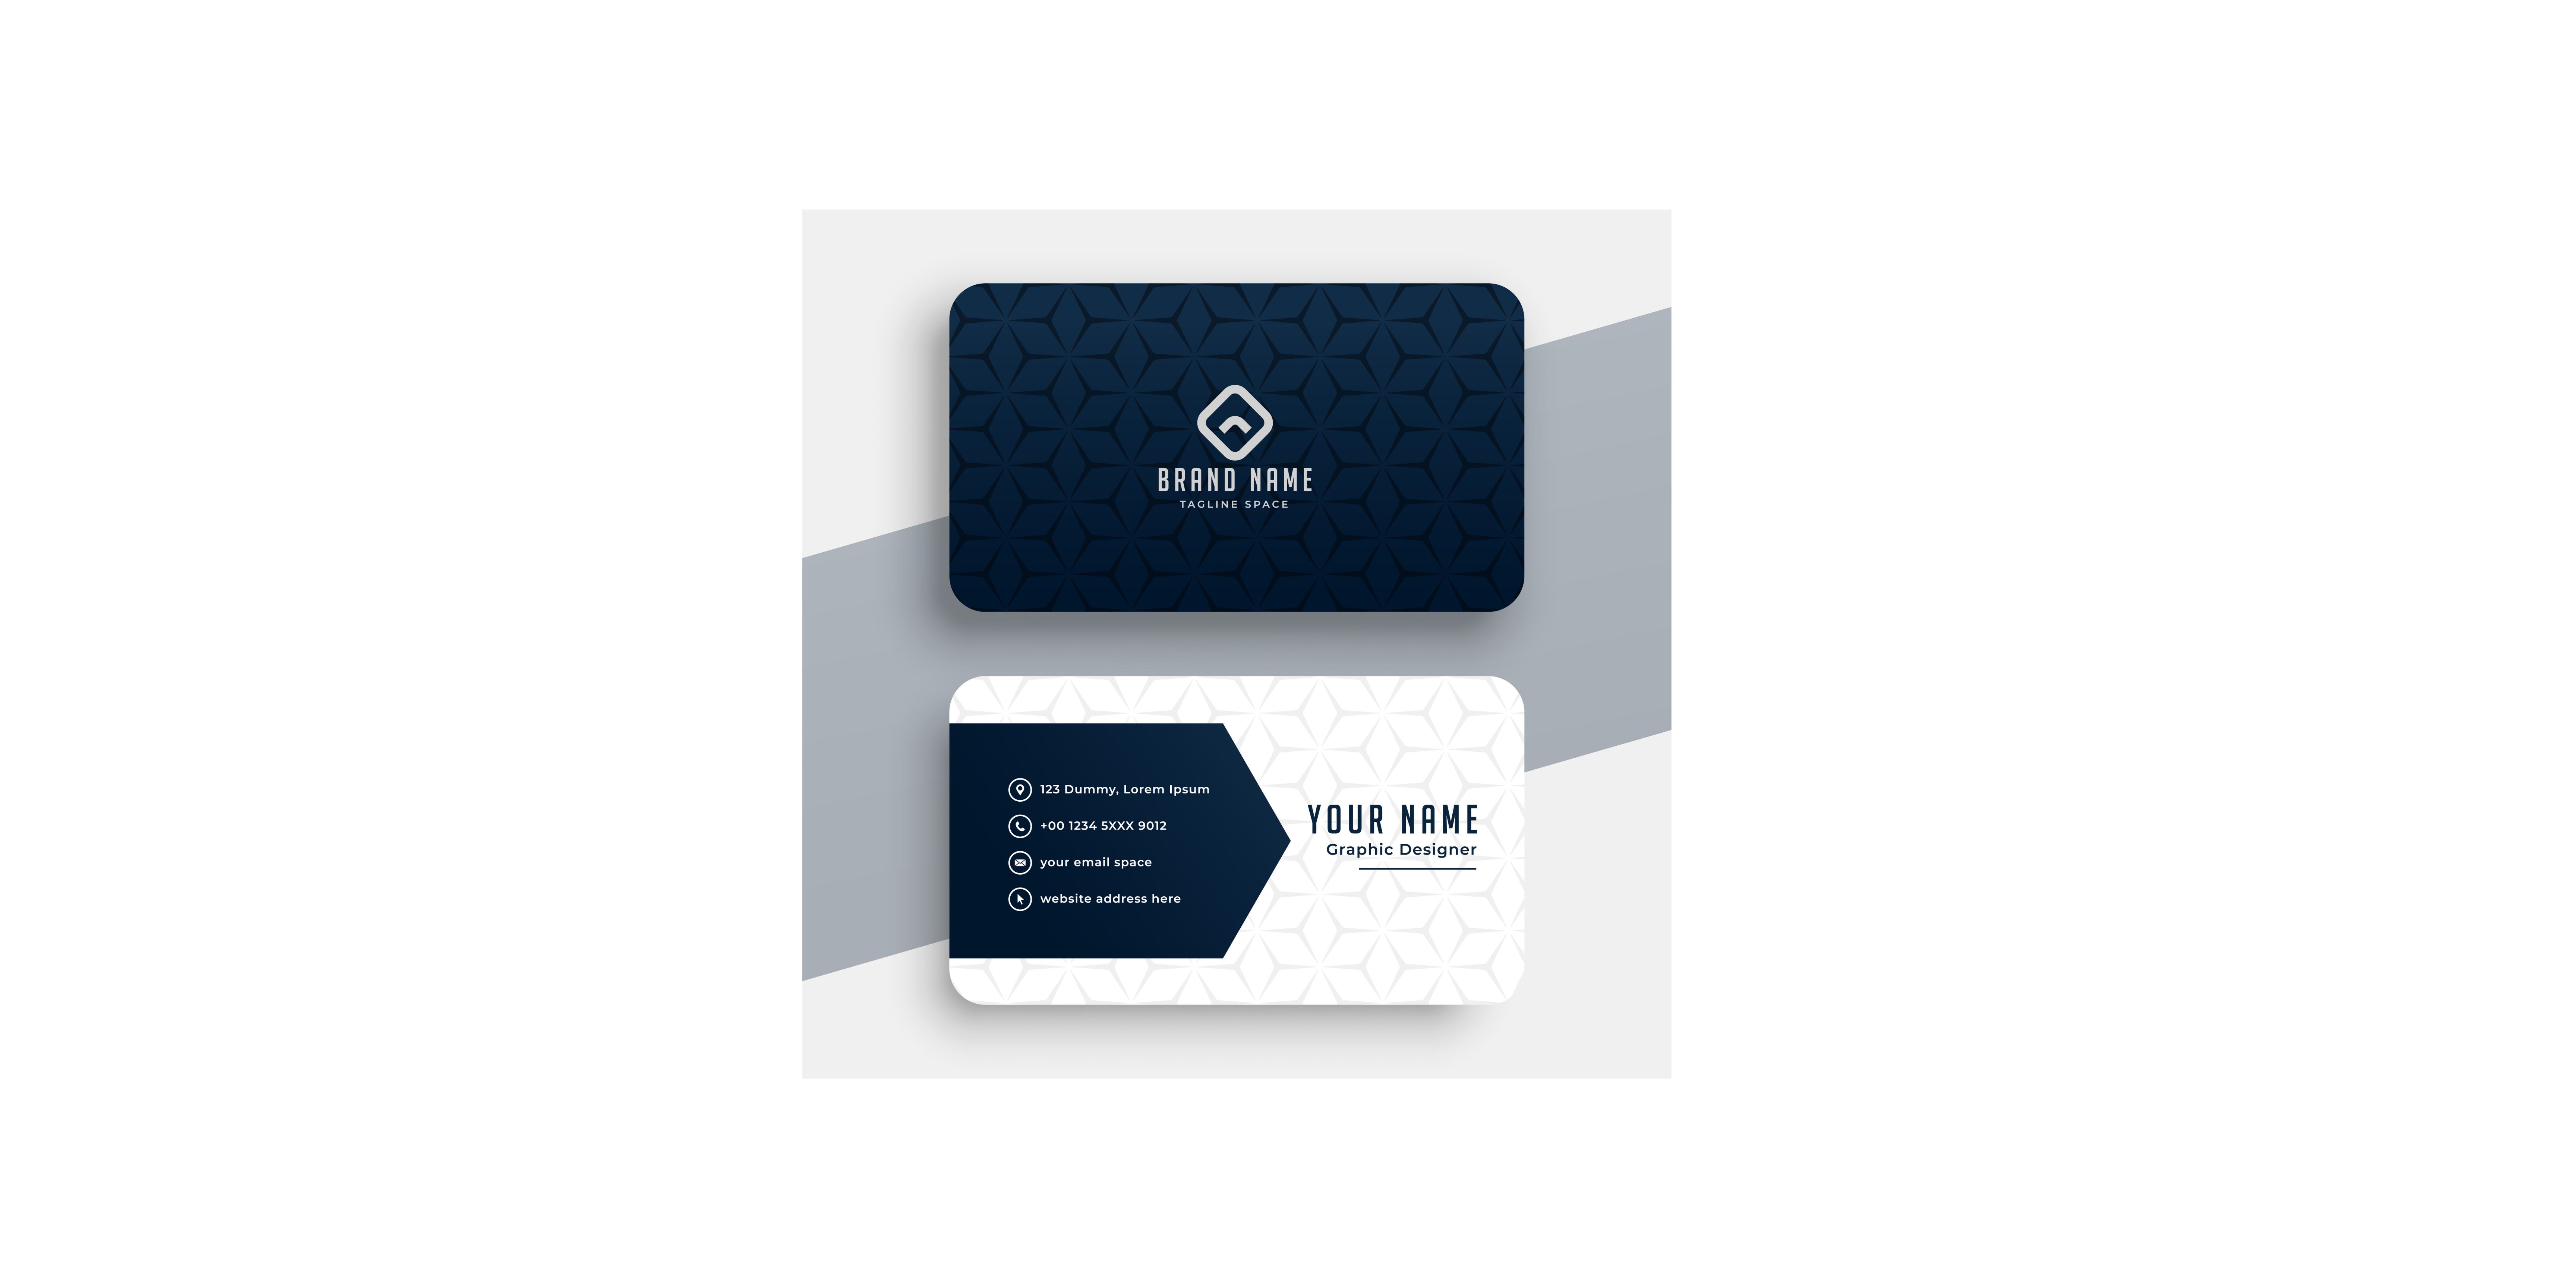 BRAND NAME
TAGLINE SPACE
123 Dummy, Lorem Ipsum
+00 1234 5XXX 9012
your email space
website address here
YOUR NAME
Graphic Designer